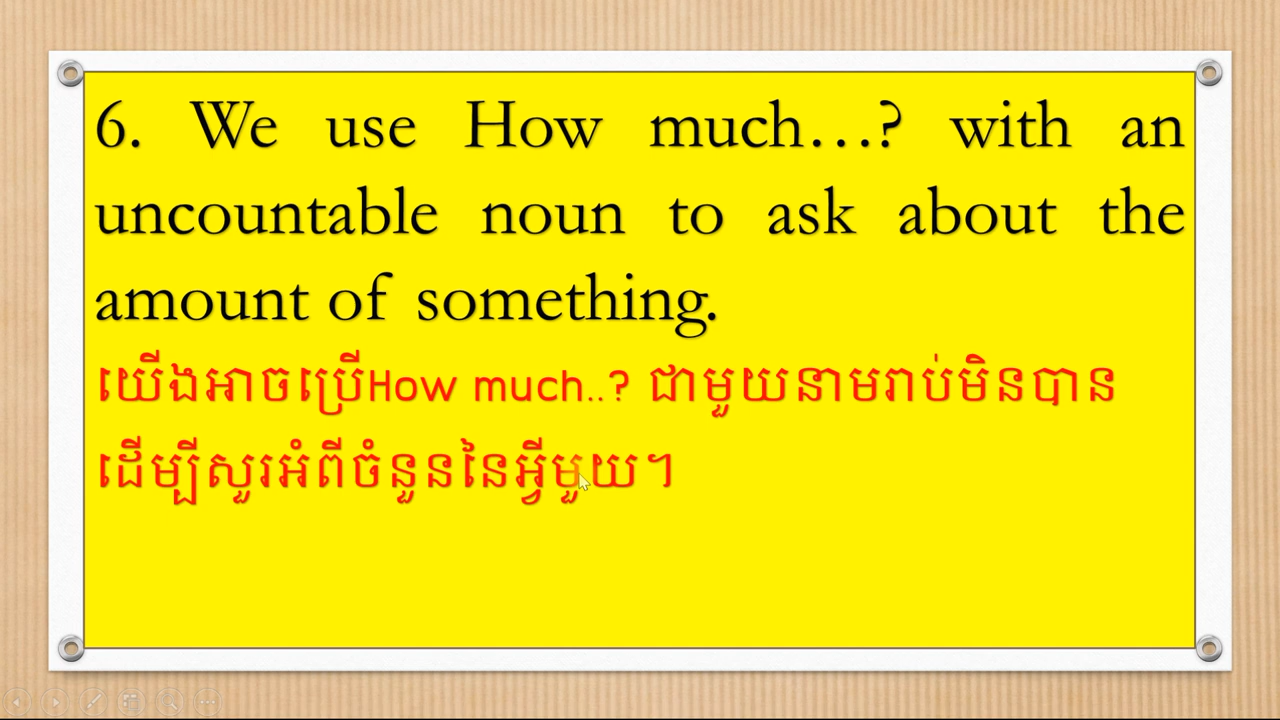 6. We use How much…? with an
uncountable noun to ask about the
amount of something.
យើងអាចប្រើHow much..? ជាមួយនាមរាប់មិនបាន
ដើម្បីសួរអំពីចំនួននៃអ្វីមួយ។